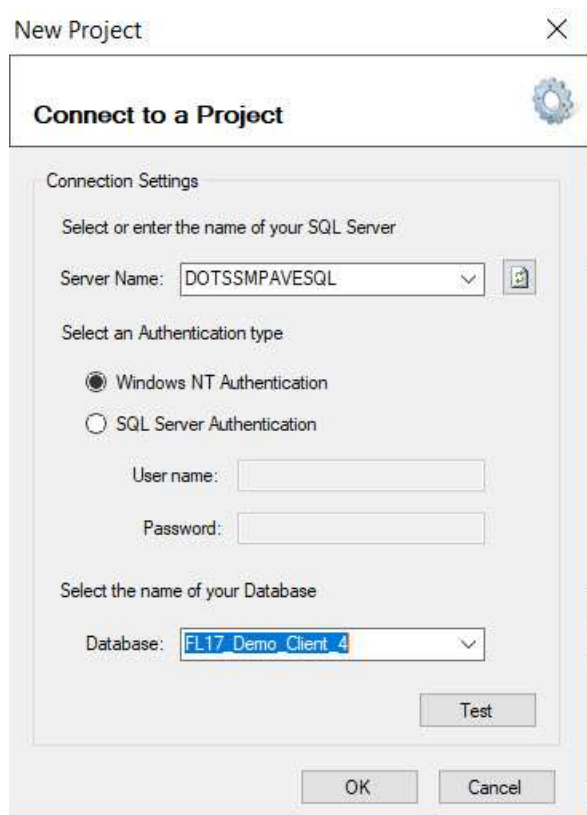 New Project
Connect to a Project
Connection Settings
Select or enter the name of your SQL Server
Server Name: DOTSSMPAVESQL
Select an Authentication type
Windows NT Authentication
SQL Server Authentication
User name:
Password:
Select the name of your Database
Database: FL17_Demo_Client_4
Test
OK Cancel